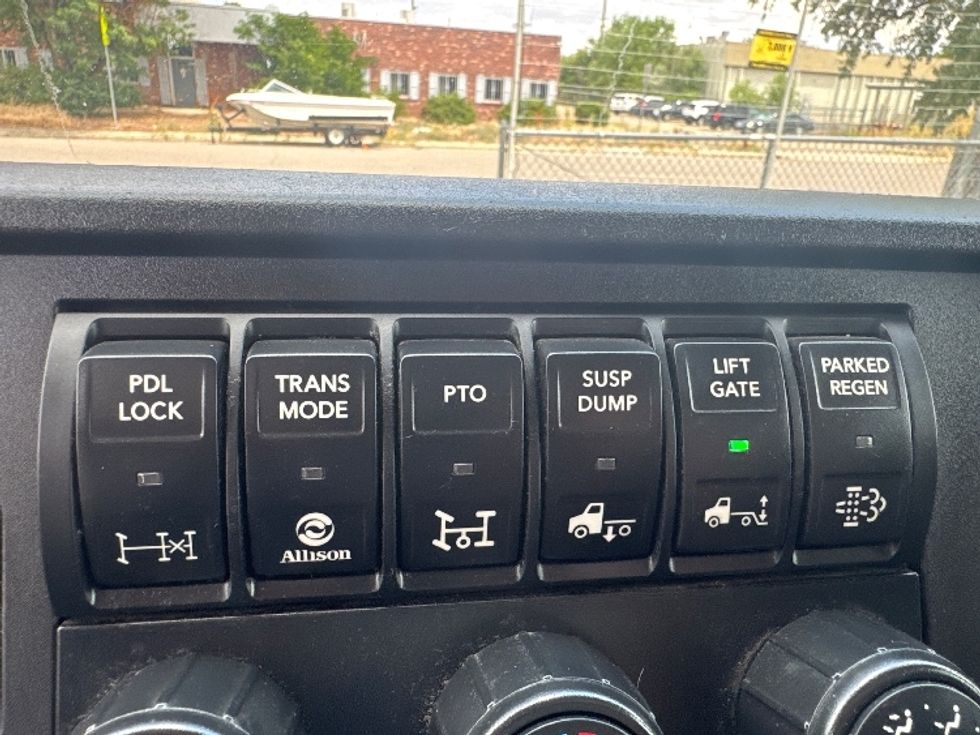 PDL
LOCK
TRANS
MODE
Allison
PTO
SUSP
DUMP
LIFT
GATE
PARKED
REGEN